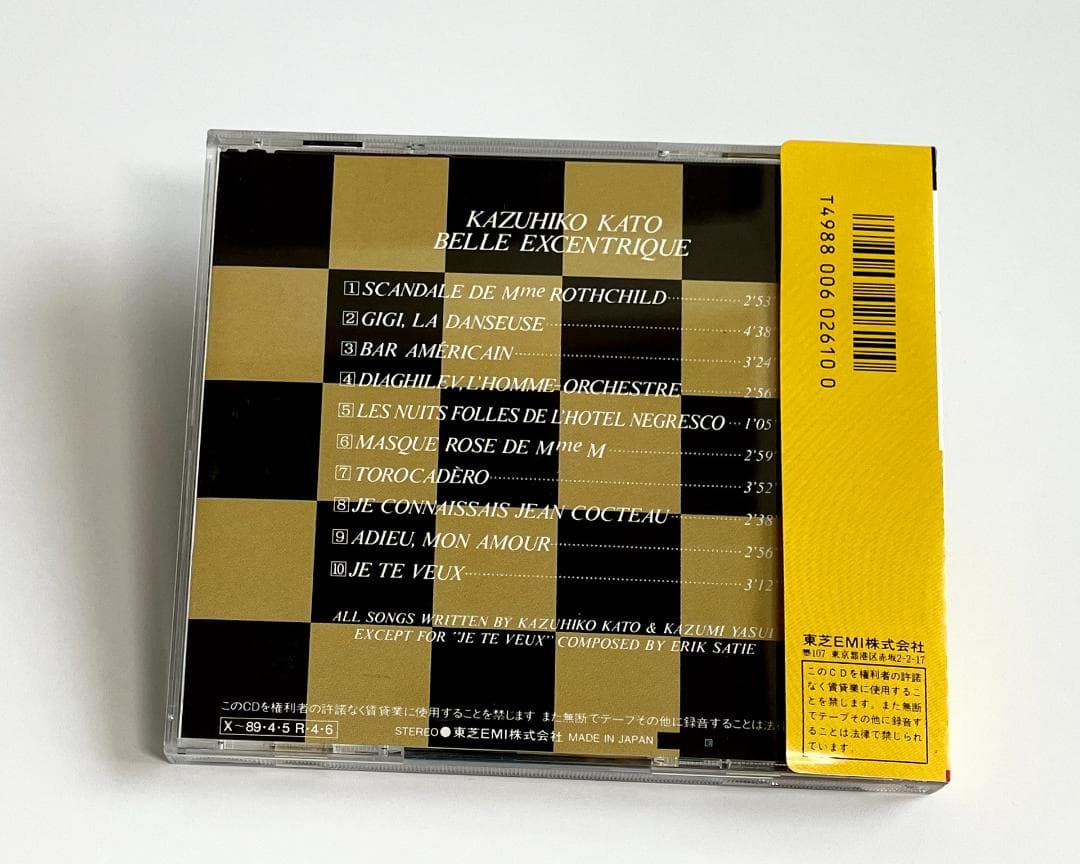 KAZUHIKO KATO
BELLE EXCENTRIQUE
1 SCANDALE DE Mme ROTHCHILD 2'53"
2 GIGI, LA DANSEUSE 4'38"
3 BAR AMÉRICAIN 3'24"
4 DIAGHILEV, L'HOMME-ORCHESTRE 2'56"
5 LES NUITS FOLLES DE L'HOTEL NEGRESCO 1'05"
6 MASQUE ROSE DE Mme M 2'59"
7 TOROCADÈRO 3'52"
8 JE CONNAISSAIS JEAN COCTEAU 2'38"
9 ADIEU, MON AMOUR 2'56"
10 JE TE VEUX 3'12"
ALL SONGS WRITTEN BY KAZUHIKO KATO & KAZUMI YASUI
EXCEPT FOR "JE TE VEUX" COMPOSED BY ERIK SATIE
このCDを権利者の許諾なく賃貸業に使用することを禁じます また無断でテープその他に録音することは法
X〜89・4・5 R・4・6
STEREO ● 東芝EMI株式会社 MADE IN JAPAN
T4988 006 02610 0
東芝EMI株式会社
〒107 東京都港区赤坂2-2-17
このCDを権利者の許諾
なく賃貸業に使用するこ
とを禁じます。また無断
でテープその他に録音す
ることは法律で禁じられ
ています。